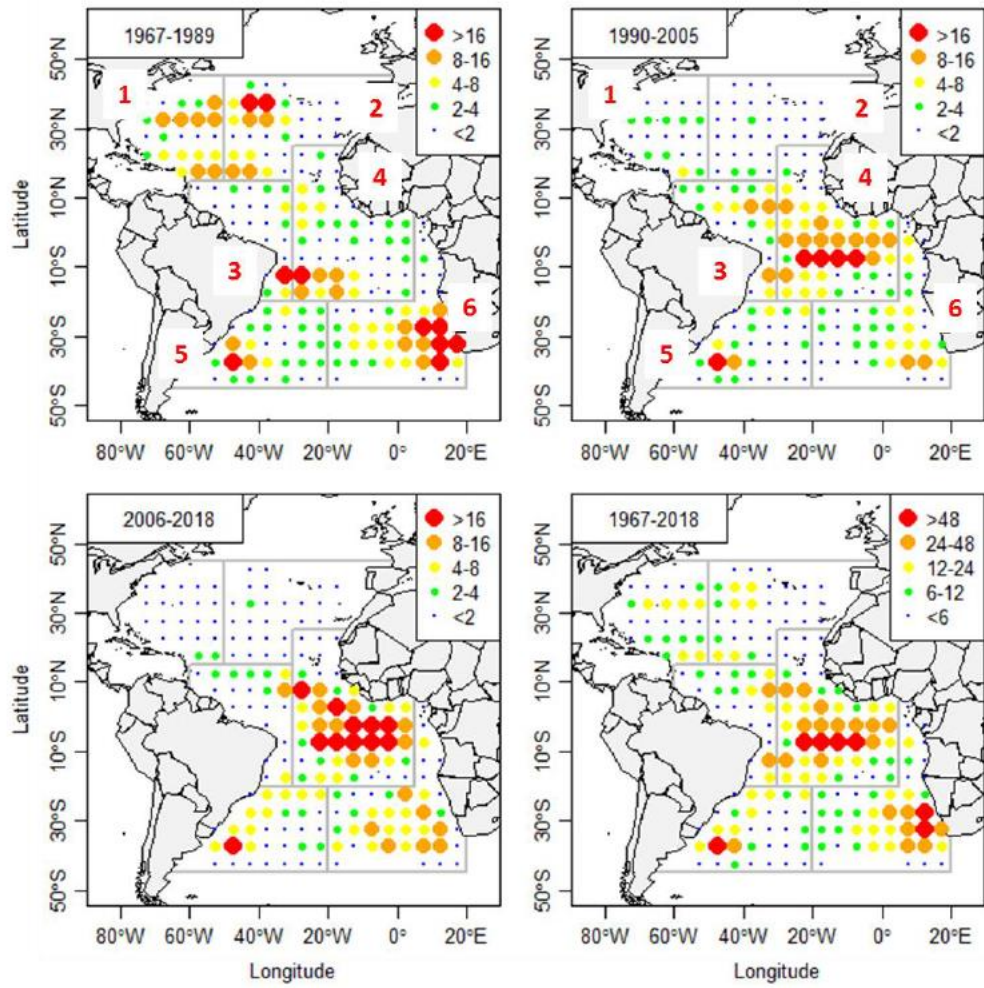 1967-1989
>16
8-16
4-8
2-4
<2
1
2
3
4
5
6
50°N
30°N
10°N
10°S
30°S
50°S
Latitude
80°W 60°W 40°W 20°W 0° 20°E
1990-2005
>16
8-16
4-8
2-4
<2
1
2
3
4
5
6
50°N
30°N
10°N
10°S
30°S
50°S
80°W 60°W 40°W 20°W 0° 20°E
2006-2018
>16
8-16
4-8
2-4
<2
50°N
30°N
10°N
10°S
30°S
50°S
Latitude
80°W 60°W 40°W 20°W 0° 20°E
Longitude
1967-2018
>48
24-48
12-24
6-12
<6
50°N
30°N
10°N
10°S
30°S
50°S
80°W 60°W 40°W 20°W 0° 20°E
Longitude